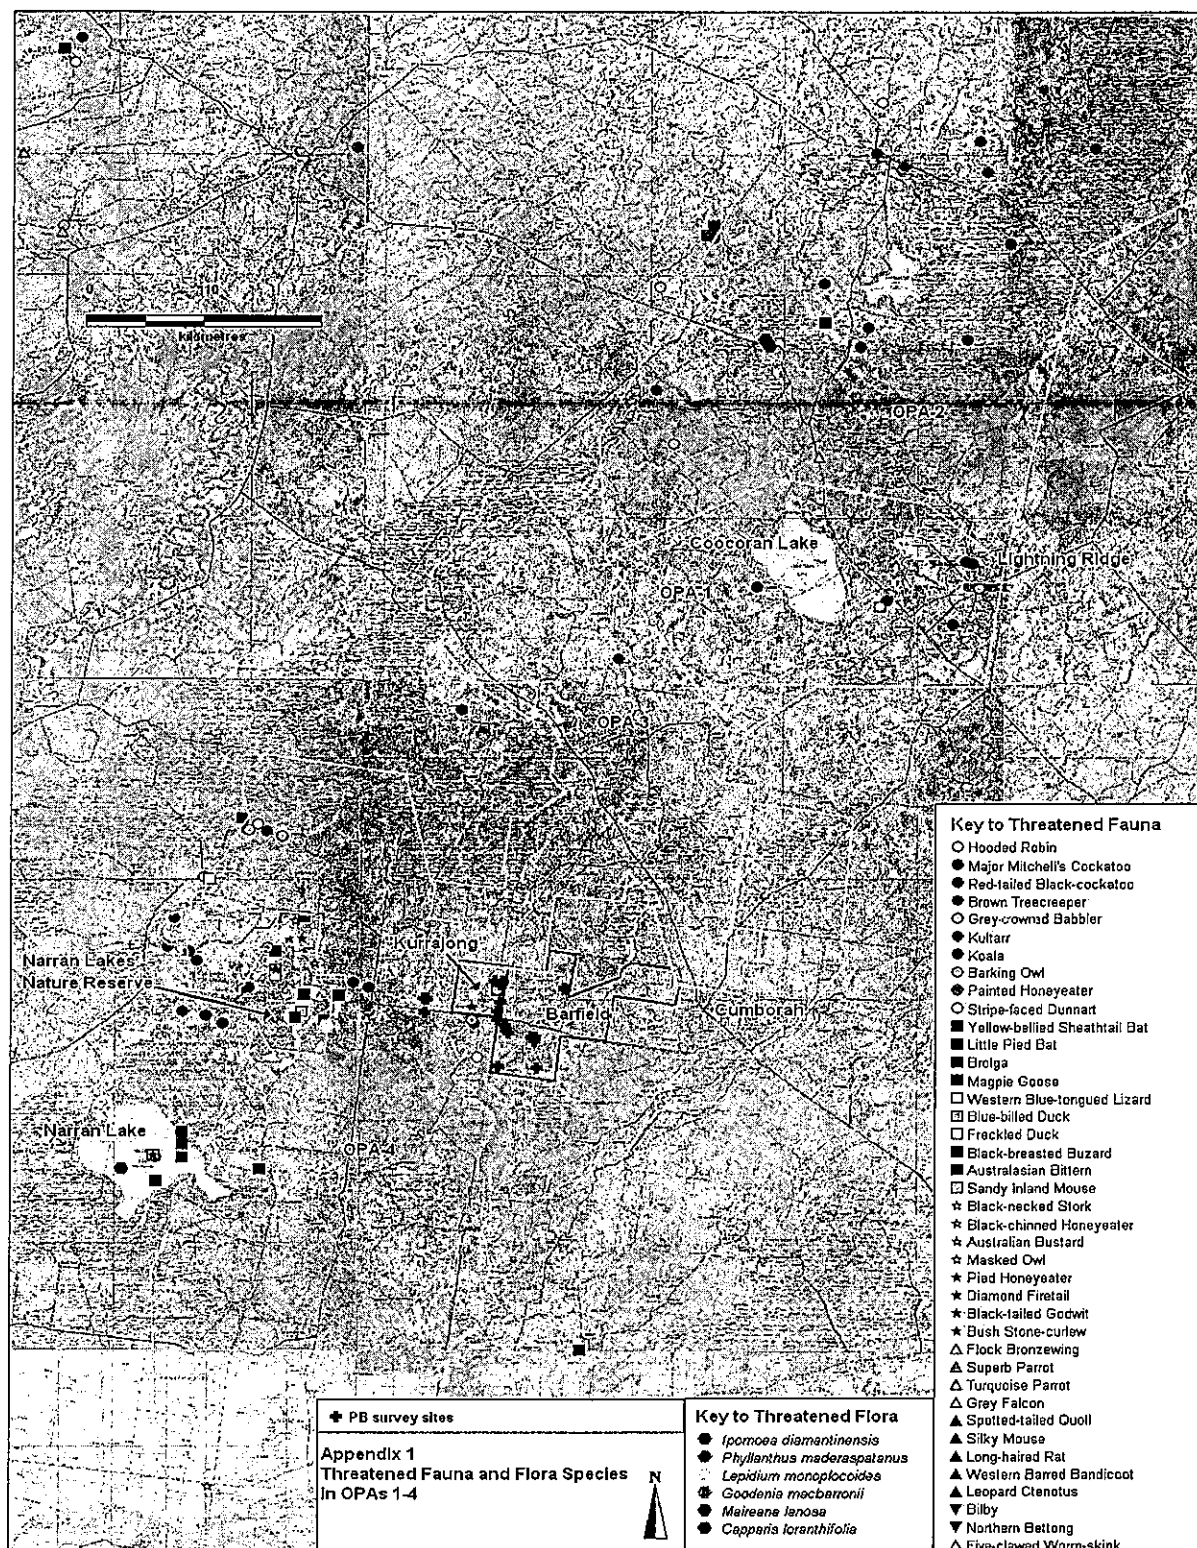 0 10 20
kilometres
OPA 2
Coocoran Lake
Lightning Ridge
OPA 1
OPA 3
Kurrajong
Narran Lakes
Nature Reserve
Barfield
Cumborah
Narran Lake
OPA 4
Key to Threatened Fauna
Hooded Robin
Major Mitchell's Cockatoo
Red-tailed Black-cockatoo
Brown Treecreeper
Grey-crowned Babbler
Kultarr
Koala
Barking Owl
Painted Honeyeater
Stripe-faced Dunnart
Yellow-bellied Sheathtail Bat
Little Pied Bat
Brolga
Magpie Goose
Western Blue-tongued Lizard
Blue-billed Duck
Freckled Duck
Black-breasted Buzard
Australasian Bittern
Sandy Inland Mouse
Black-necked Stork
Black-chinned Honeyeater
Australian Bustard
Masked Owl
Pied Honeyeater
Diamond Firetail
Black-tailed Godwit
Bush Stone-curlew
Flock Bronzewing
Superb Parrot
Turquoise Parrot
Grey Falcon
Spotted-tailed Quoll
Silky Mouse
Long-haired Rat
Western Barred Bandicoot
Leopard Ctenotus
Bilby
Northern Bettong
Five-clawed Worm-skink
PB survey sites
Appendix 1
Threatened Fauna and Flora Species
in OPAs 1-4
N
Key to Threatened Flora
Ipomoea diamantinensis
Phyllanthus maderaspatanus
Lepidium monoplocoides
Goodenia macbarronii
Maireana lanosa
Capparis loranthifolia